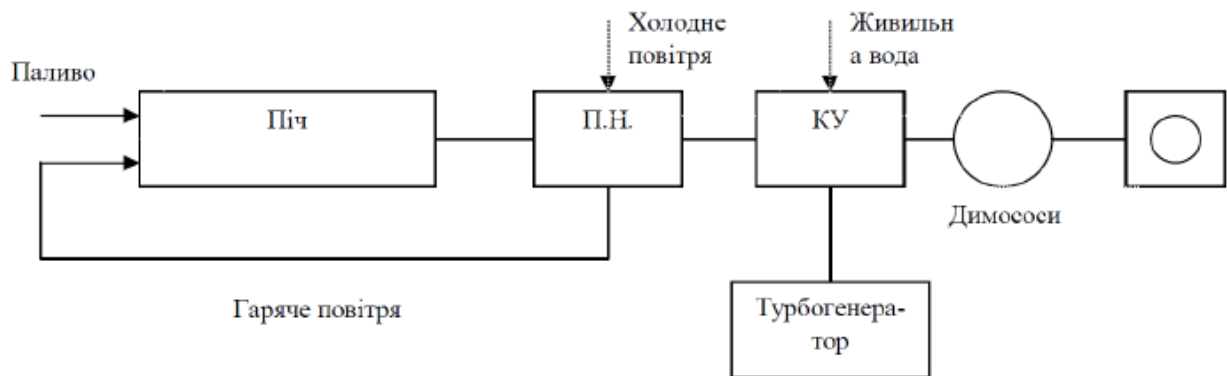 Холодне
повітря
Живильн
а вода
Паливо
Піч
П.Н.
КУ
Димососи
Гаряче повітря
Турбогенера-
тор